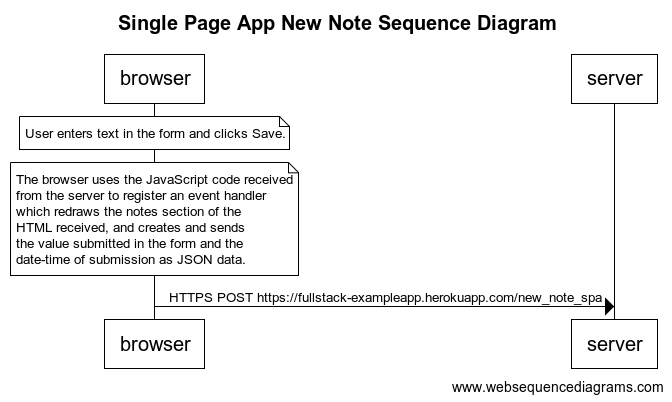 Single Page App New Note Sequence Diagram
browser
server
User enters text in the form and clicks Save.
The browser uses the JavaScript code received
from the server to register an event handler
which redraws the notes section of the
HTML received, and creates and sends
the value submitted in the form and the
date-time of submission as JSON data.
HTTPS POST https://fullstack-exampleapp.herokuapp.com/new_note_spa
browser
server
www.websequencediagrams.com